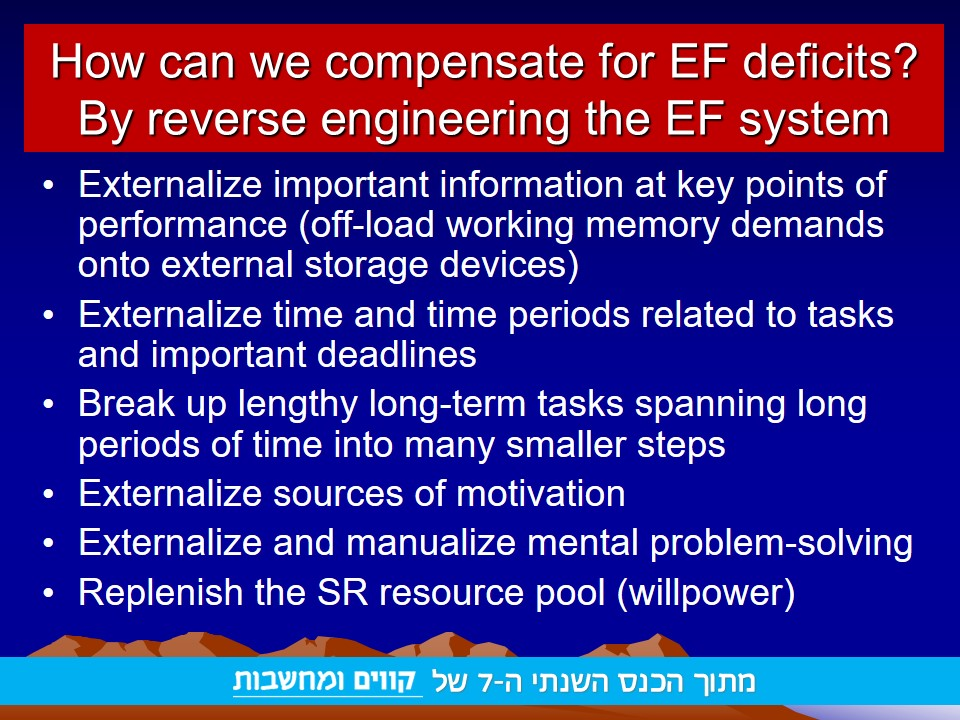 How can we compensate for EF deficits?
By reverse engineering the EF system
• Externalize important information at key points of
performance (off-load working memory demands
onto external storage devices)
• Externalize time and time periods related to tasks
and important deadlines
• Break up lengthy long-term tasks spanning long
periods of time into many smaller steps
• Externalize sources of motivation
• Externalize and manualize mental problem-solving
• Replenish the SR resource pool (willpower)
מתוך הכנס השנתי ה-7 של קווים ומחשבות